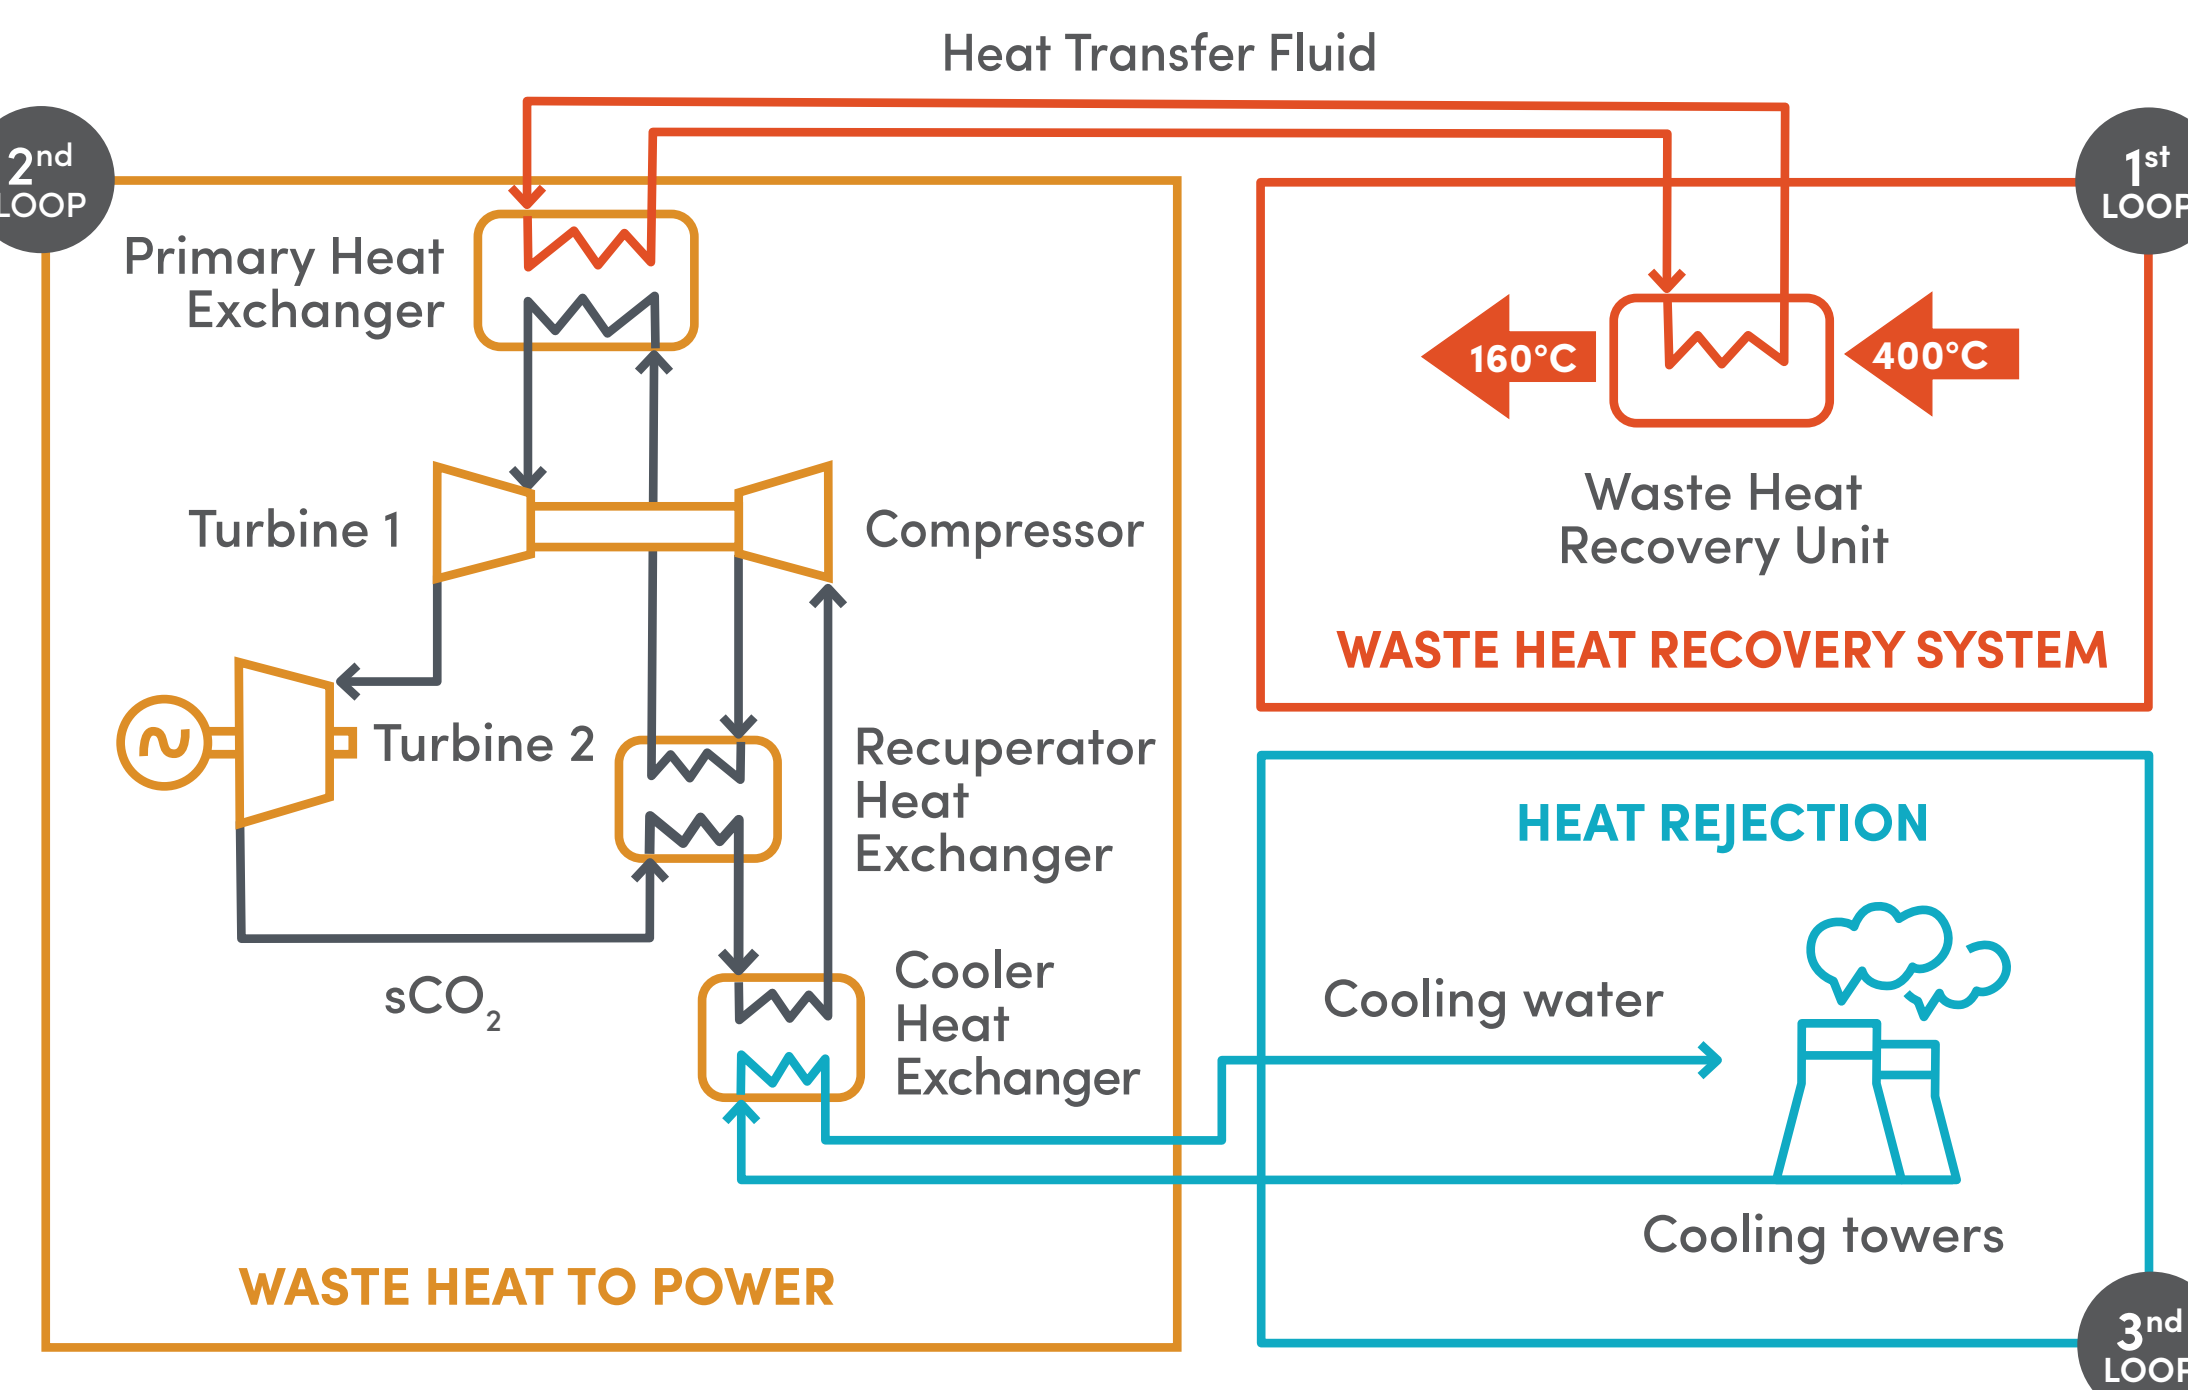 Heat Transfer Fluid
2nd
LOOP
1st
LOOP
Primary Heat
Exchanger
160°C
400°C
Turbine 1
Compressor
Waste Heat
Recovery Unit
WASTE HEAT RECOVERY SYSTEM
Turbine 2
Recuperator
Heat
Exchanger
HEAT REJECTION
sCO₂
Cooler
Heat
Exchanger
Cooling water
Cooling towers
WASTE HEAT TO POWER
3nd
LOOP